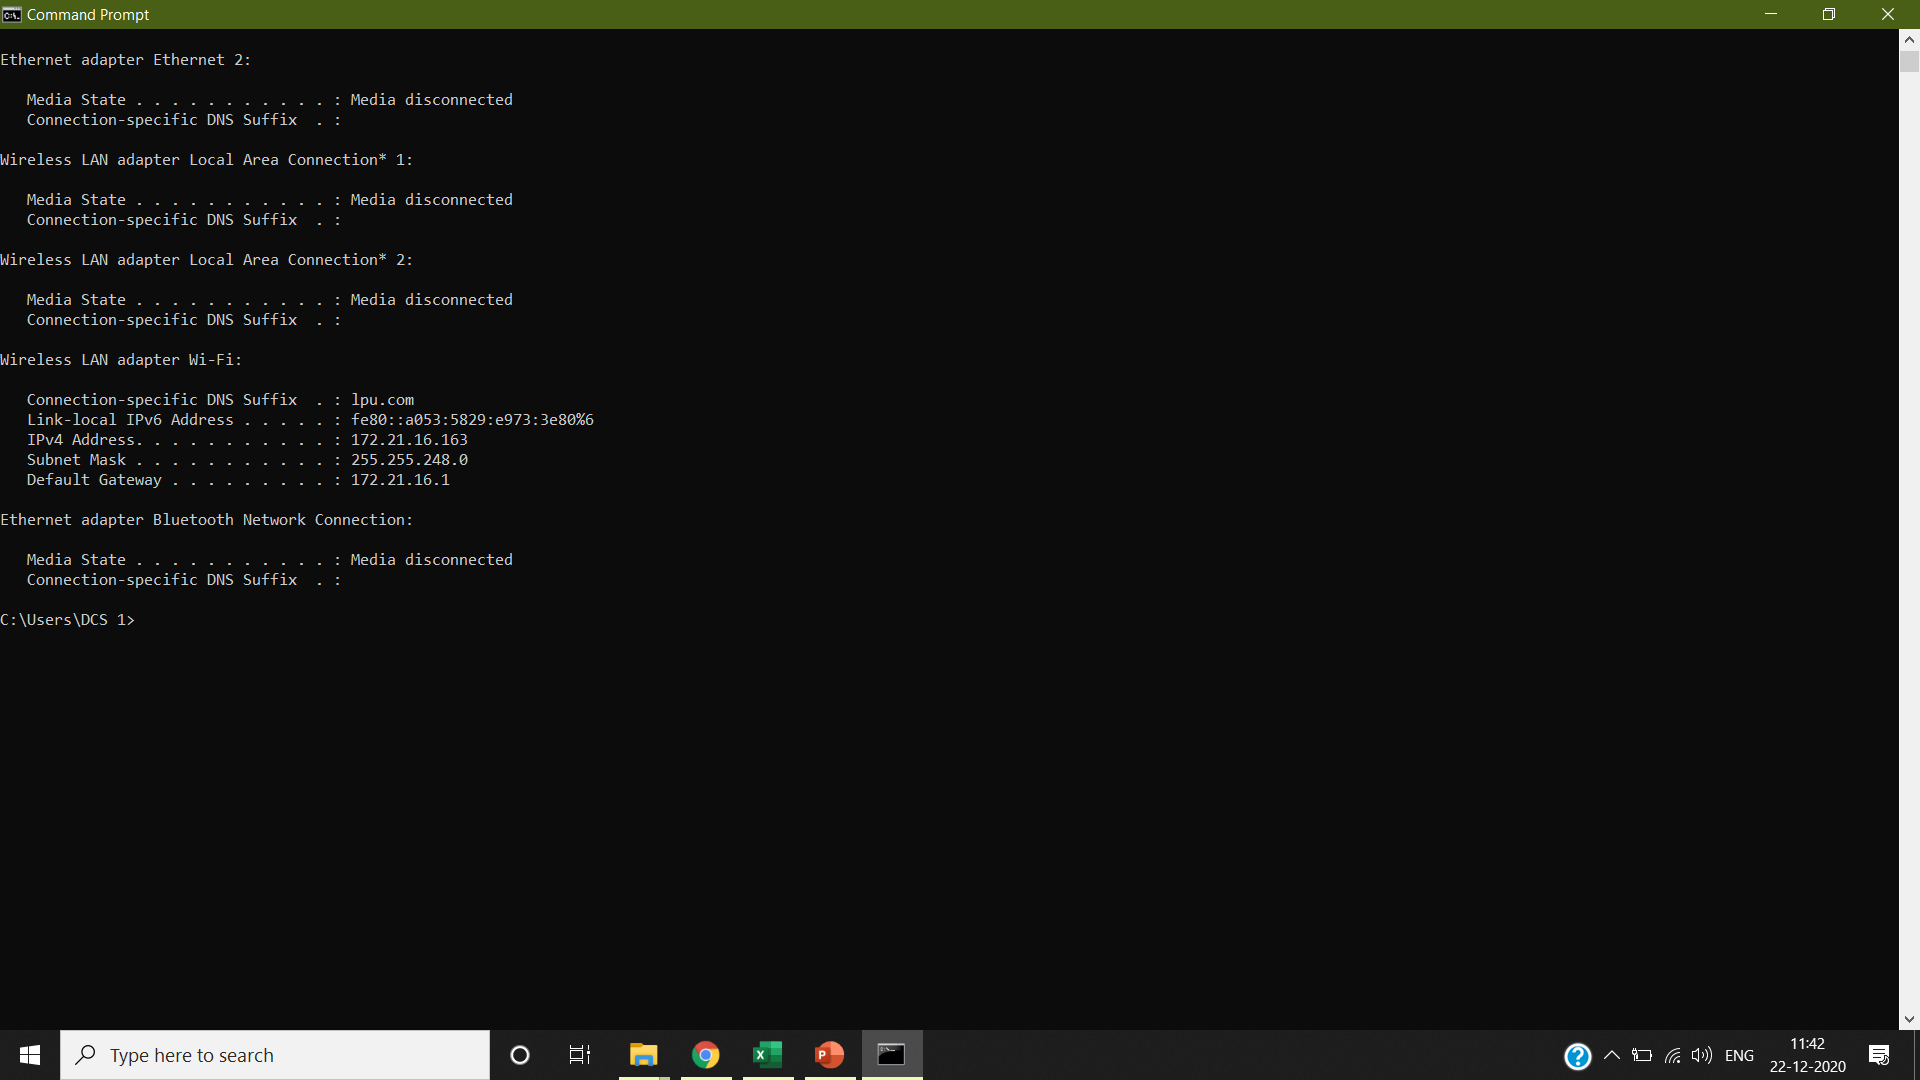 Command Prompt
Ethernet adapter Ethernet 2:
   Media State . . . . . . . . . . . : Media disconnected
   Connection-specific DNS Suffix  . :
Wireless LAN adapter Local Area Connection* 1:
   Media State . . . . . . . . . . . : Media disconnected
   Connection-specific DNS Suffix  . :
Wireless LAN adapter Local Area Connection* 2:
   Media State . . . . . . . . . . . : Media disconnected
   Connection-specific DNS Suffix  . :
Wireless LAN adapter Wi-Fi:
   Connection-specific DNS Suffix  . : lpu.com
   Link-local IPv6 Address . . . . . : fe80::a053:5829:e973:3e80%6
   IPv4 Address. . . . . . . . . . . : 172.21.16.163
   Subnet Mask . . . . . . . . . . . : 255.255.248.0
   Default Gateway . . . . . . . . . : 172.21.16.1
Ethernet adapter Bluetooth Network Connection:
   Media State . . . . . . . . . . . : Media disconnected
   Connection-specific DNS Suffix  . :
C:\Users\DCS 1>
Type here to search
ENG
11:42
22-12-2020